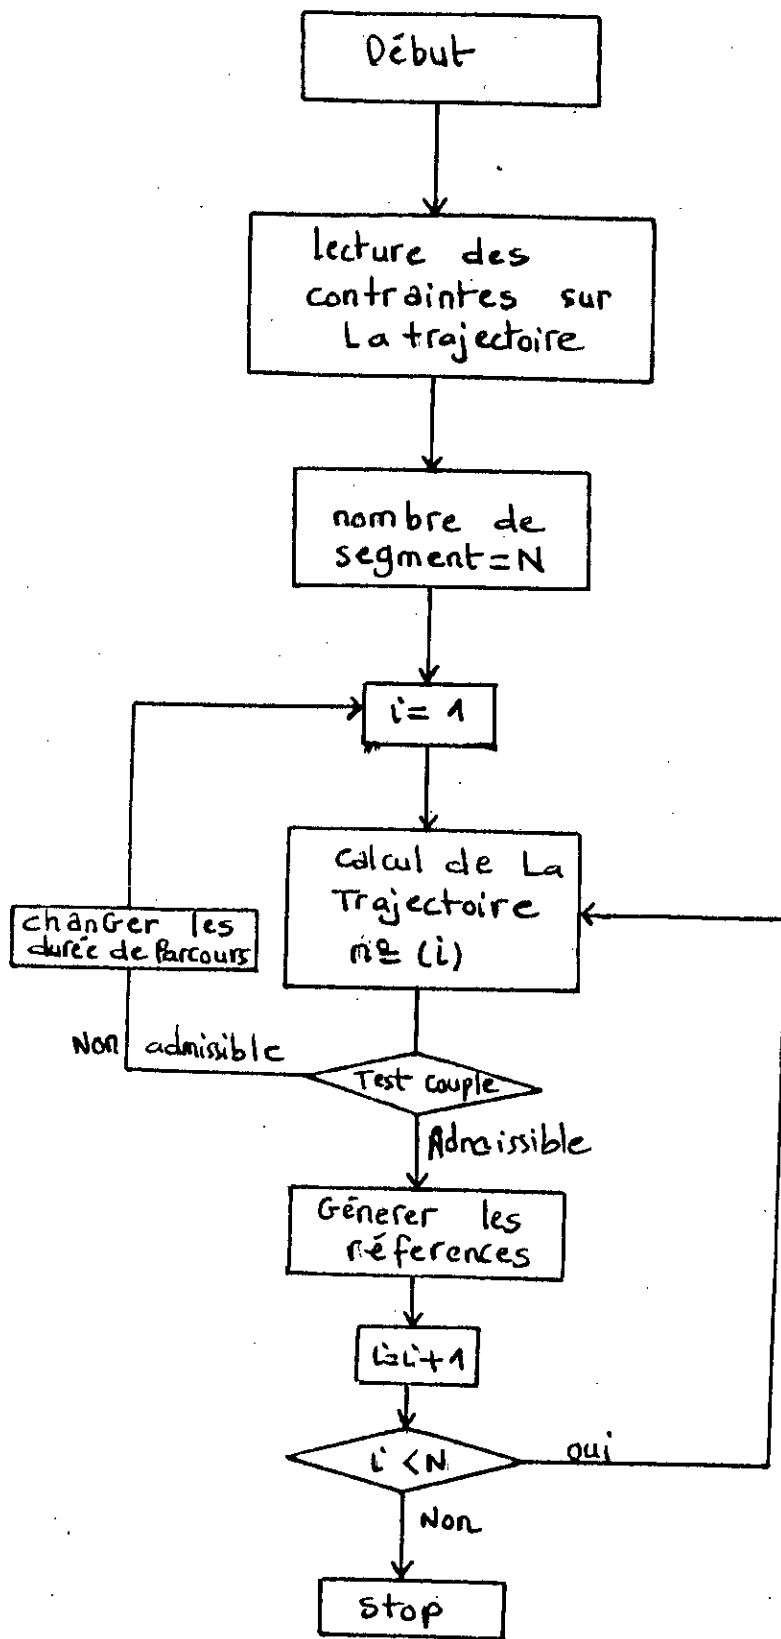 Début
lecture des
contraintes sur
La trajectoire
nombre de
segment=N
i= 1
Calcul de La
Trajectoire
nº (i)
changer les
durée de Parcours
Non admissible
Test couple
Admissible
Génerer les
réferences
i=i+1
i <N
oui
Non
Stop